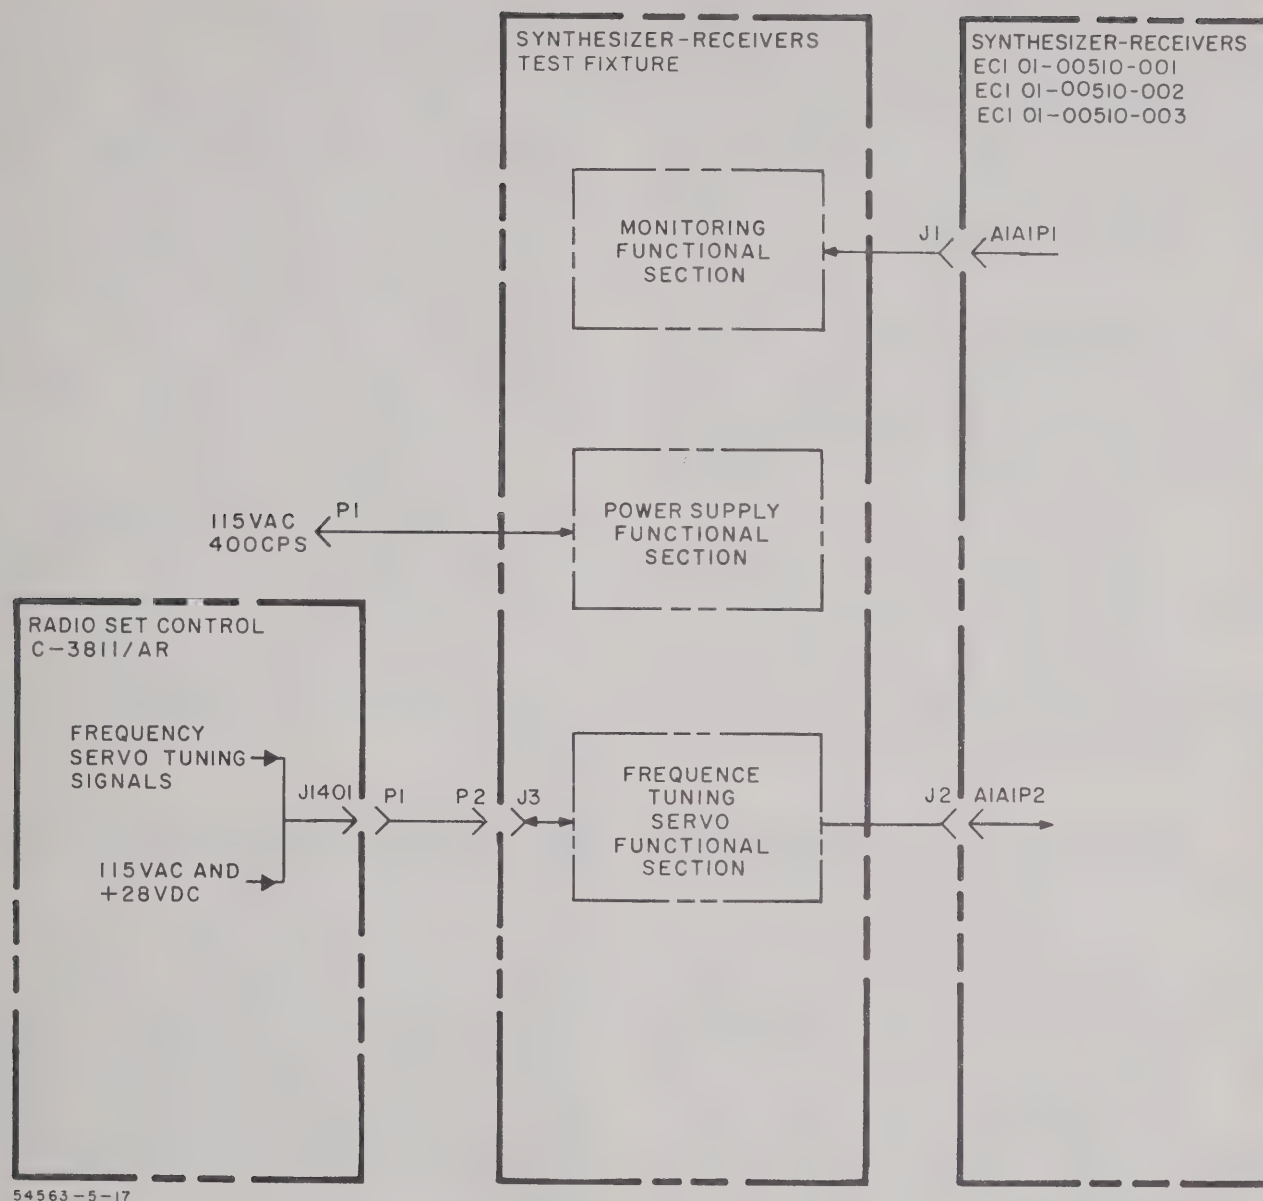 SYNTHESIZER-RECEIVERS
TEST FIXTURE
SYNTHESIZER-RECEIVERS
ECI 01-00510-001
ECI 01-00510-002
ECI 01-00510-003
MONITORING
FUNCTIONAL
SECTION
J1
A1A1P1
115VAC
400CPS
P1
POWER SUPPLY
FUNCTIONAL
SECTION
RADIO SET CONTROL
C-3811/AR
FREQUENCY
SERVO TUNING
SIGNALS
J1401
P1
P2
J3
FREQUENCE
TUNING
SERVO
FUNCTIONAL
SECTION
J2
A1A1P2
115VAC AND
+28VDC
54563-5-17